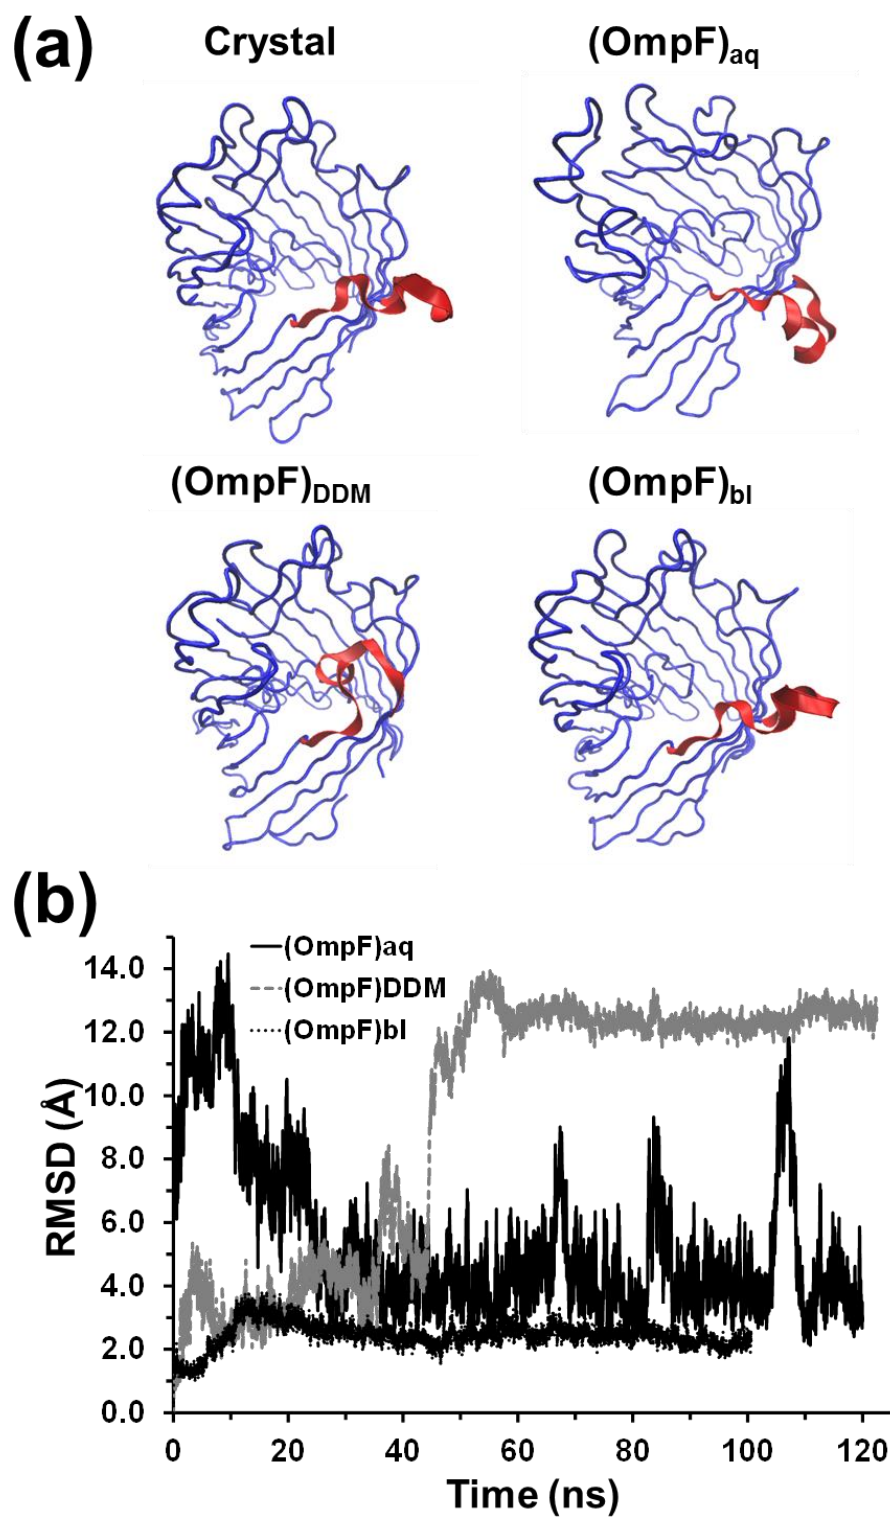 (a) Crystal (OmpF)aq
(OmpF)DDM (OmpF)bl
(b)
(OmpF)aq
(OmpF)DDM
(OmpF)bl
14.0
12.0
10.0
8.0
6.0
4.0
2.0
0.0
RMSD (Å)
0 20 40 60 80 100 120
Time (ns)